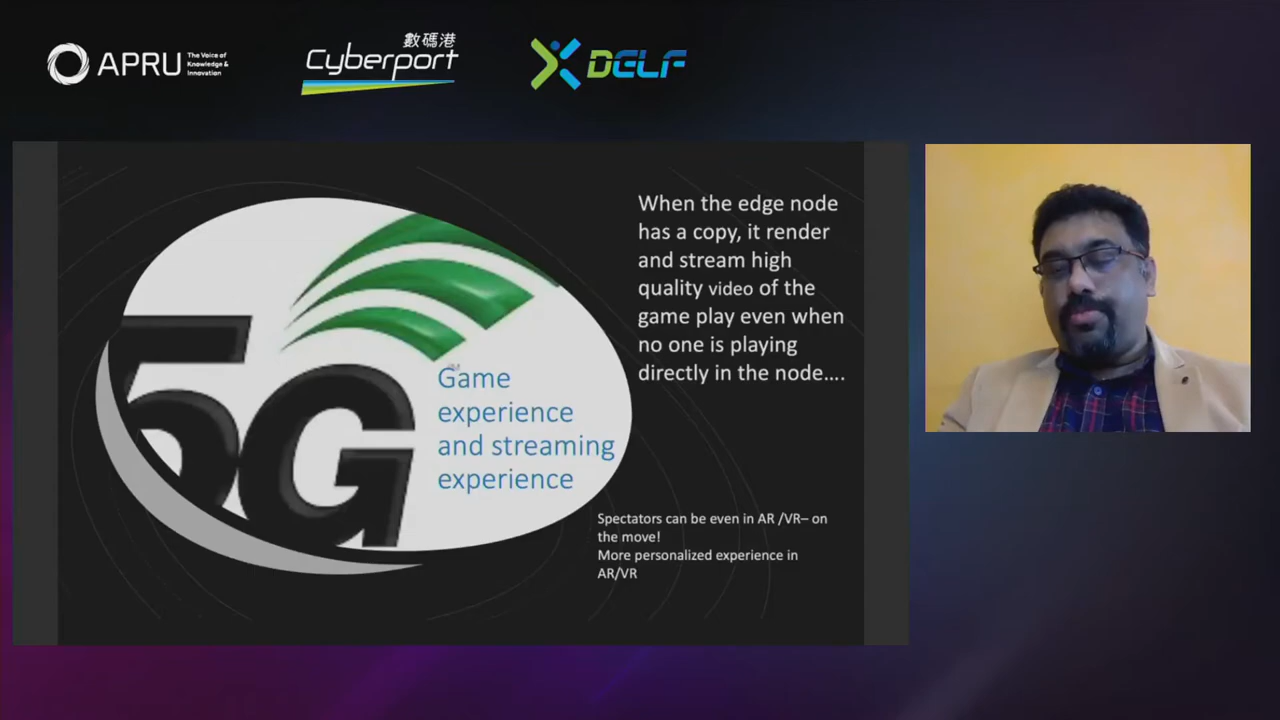 APRU
The Voice of
Knowledge &
Innovation
數碼港
Cyberport
DELF
When the edge node
has a copy, it render
and stream high
quality video of the
game play even when
no one is playing
directly in the node....
5G
Game
experience
and streaming
experience
Spectators can be even in AR /VR– on
the move!
More personalized experience in
AR/VR